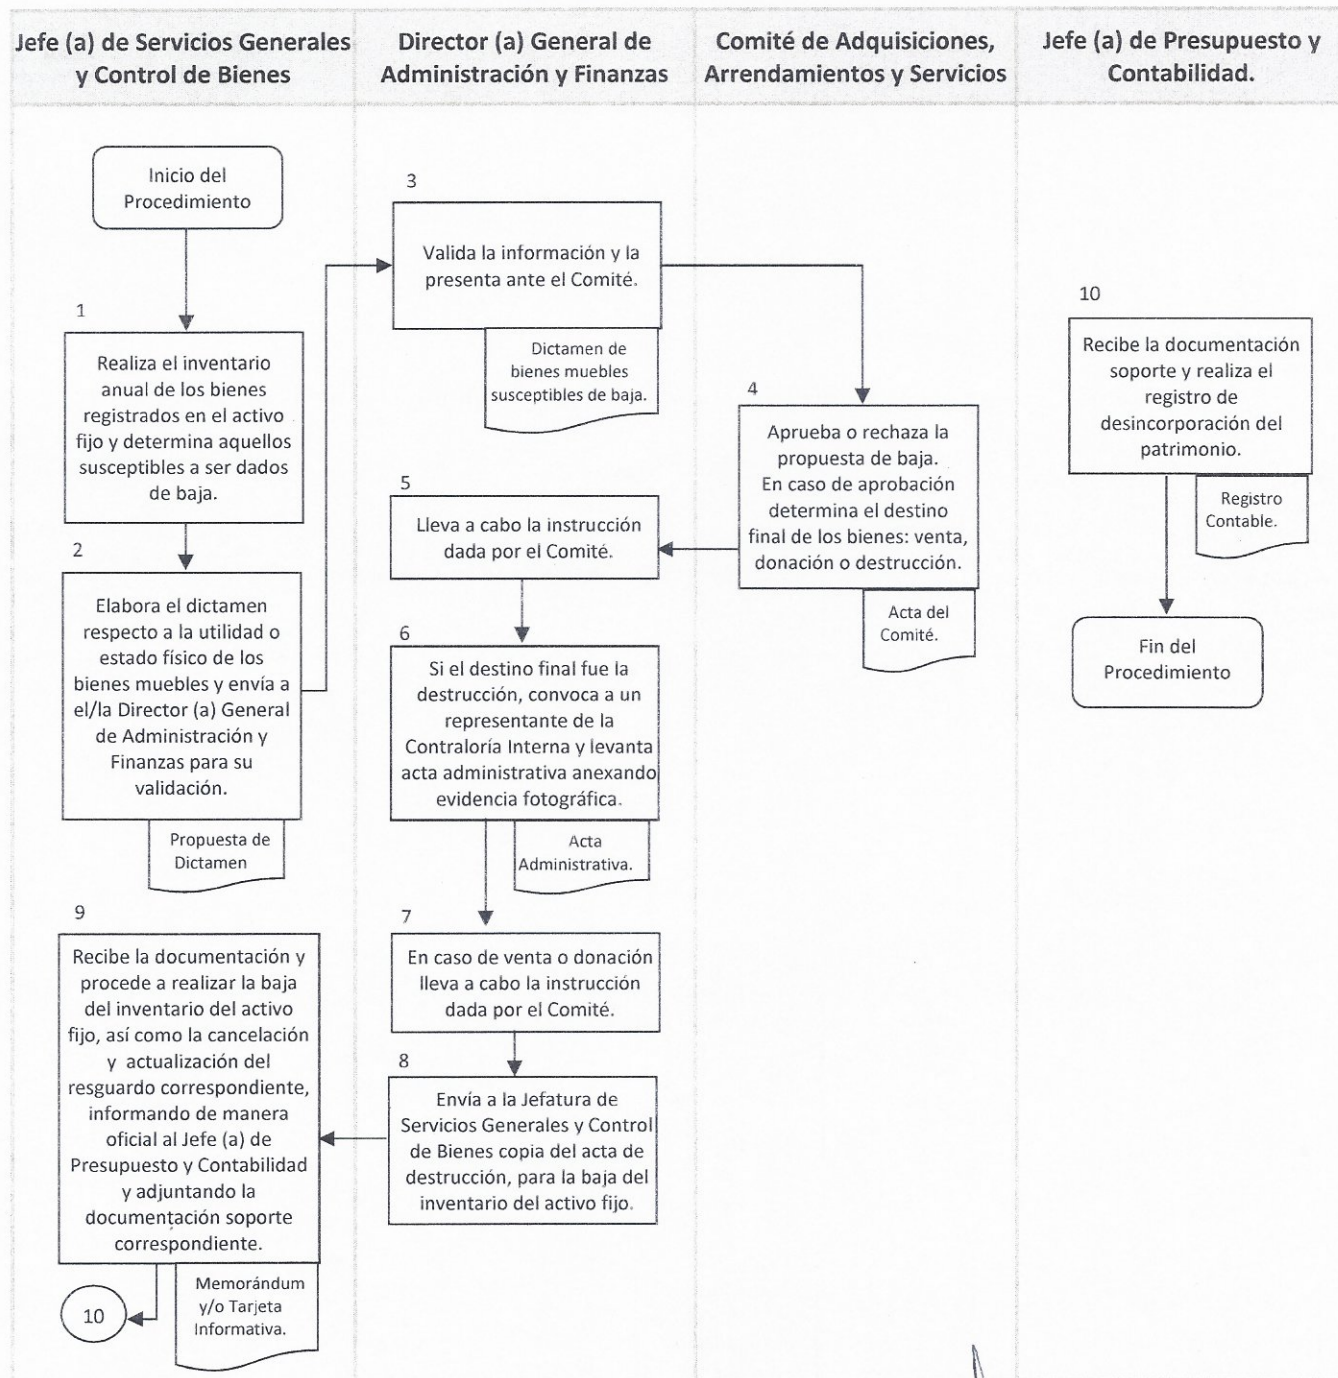 Jefe (a) de Servicios Generales
y Control de Bienes
Director (a) General de
Administración y Finanzas
Comité de Adquisiciones,
Arrendamientos y Servicios
Jefe (a) de Presupuesto y
Contabilidad.
Inicio del
Procedimiento
1
Realiza el inventario
anual de los bienes
registrados en el activo
fijo y determina aquellos
susceptibles a ser dados
de baja.
2
Elabora el dictamen
respecto a la utilidad o
estado físico de los
bienes muebles y envía a
el/la Director (a) General
de Administración y
Finanzas para su
validación.
Propuesta de
Dictamen
3
Valida la información y la
presenta ante el Comité.
Dictamen de
bienes muebles
susceptibles de baja.
4
Aprueba o rechaza la
propuesta de baja.
En caso de aprobación
determina el destino
final de los bienes: venta,
donación o destrucción.
Acta del
Comité.
5
Lleva a cabo la instrucción
dada por el Comité.
6
Si el destino final fue la
destrucción, convoca a un
representante de la
Contraloría Interna y levanta
acta administrativa anexando
evidencia fotográfica.
Acta
Administrativa.
7
En caso de venta o donación
lleva a cabo la instrucción
dada por el Comité.
8
Envía a la Jefatura de
Servicios Generales y Control
de Bienes copia del acta de
destrucción, para la baja del
inventario del activo fijo.
9
Recibe la documentación y
procede a realizar la baja
del inventario del activo
fijo, así como la cancelación
y actualización del
resguardo correspondiente,
informando de manera
oficial al Jefe (a) de
Presupuesto y Contabilidad
y adjuntando la
documentación soporte
correspondiente.
Memorándum
y/o Tarjeta
Informativa.
10
10
Recibe la documentación
soporte y realiza el
registro de
desincorporación del
patrimonio.
Registro
Contable.
Fin del
Procedimiento